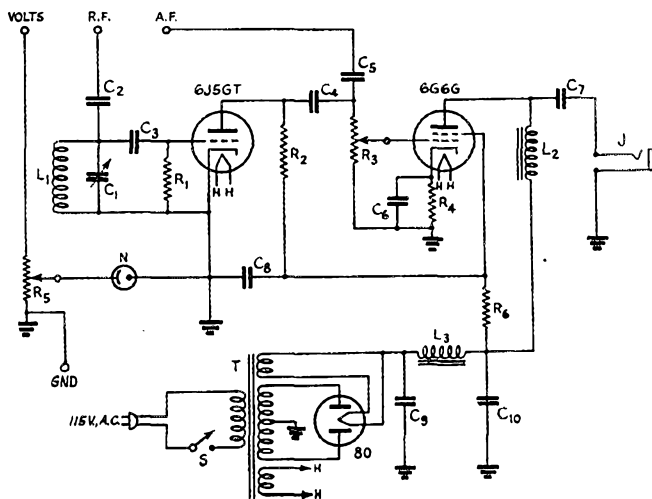 VOLTS R.F. A.F.
C2
6J5GT
C4
C5
6G6G
C7
C3
L1
C1
R1
H H
R2
R3
C6
H H
R4
L2
J
R5
N
C8
R6
GND
T
L3
115V., A.C.
S
80
C9
C10
H
H